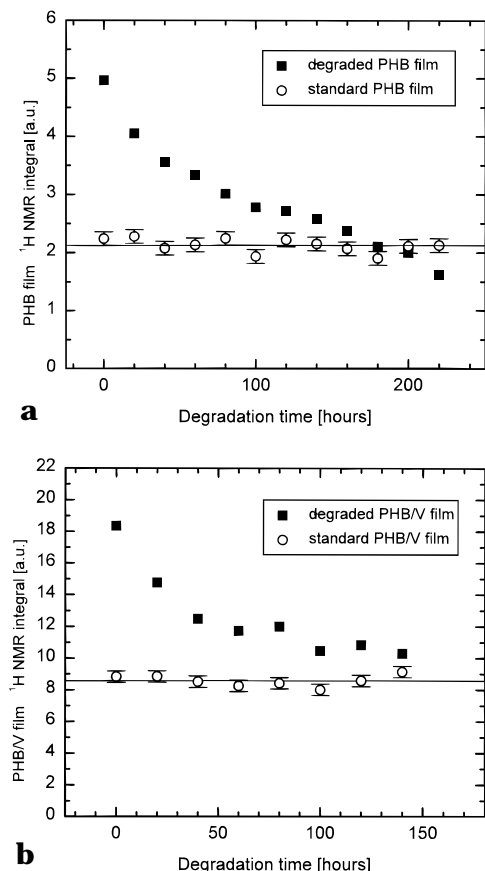 6
5
4
3
2
1
0
PHB film ¹H NMR integral [a.u.]
degraded PHB film
standard PHB film
0 100 200
a
Degradation time [hours]
22
20
18
16
14
12
10
8
6
4
2
0
PHB/V film ¹H NMR integral [a.u.]
degraded PHB/V film
standard PHB/V film
0 50 100 150
b
Degradation time [hours]